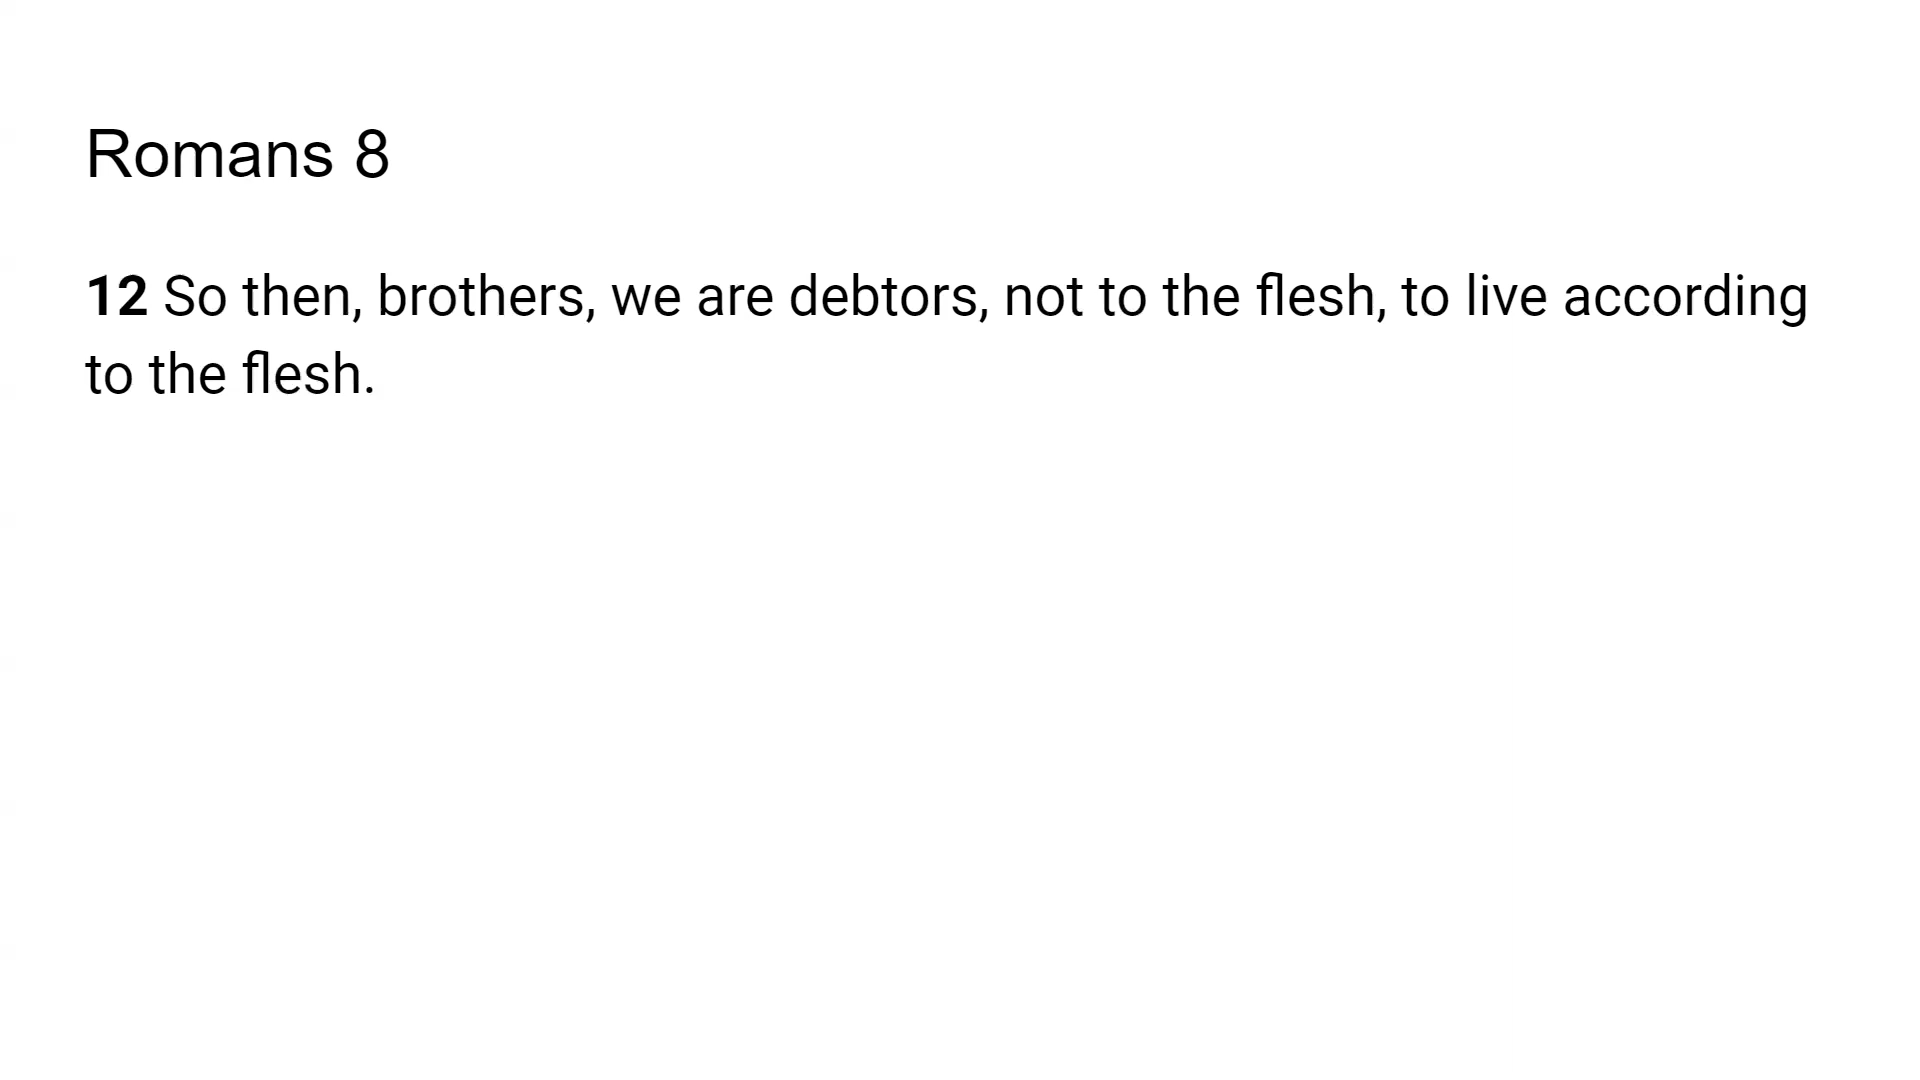 Romans 8
12 So then, brothers, we are debtors, not to the flesh, to live according
to the flesh.